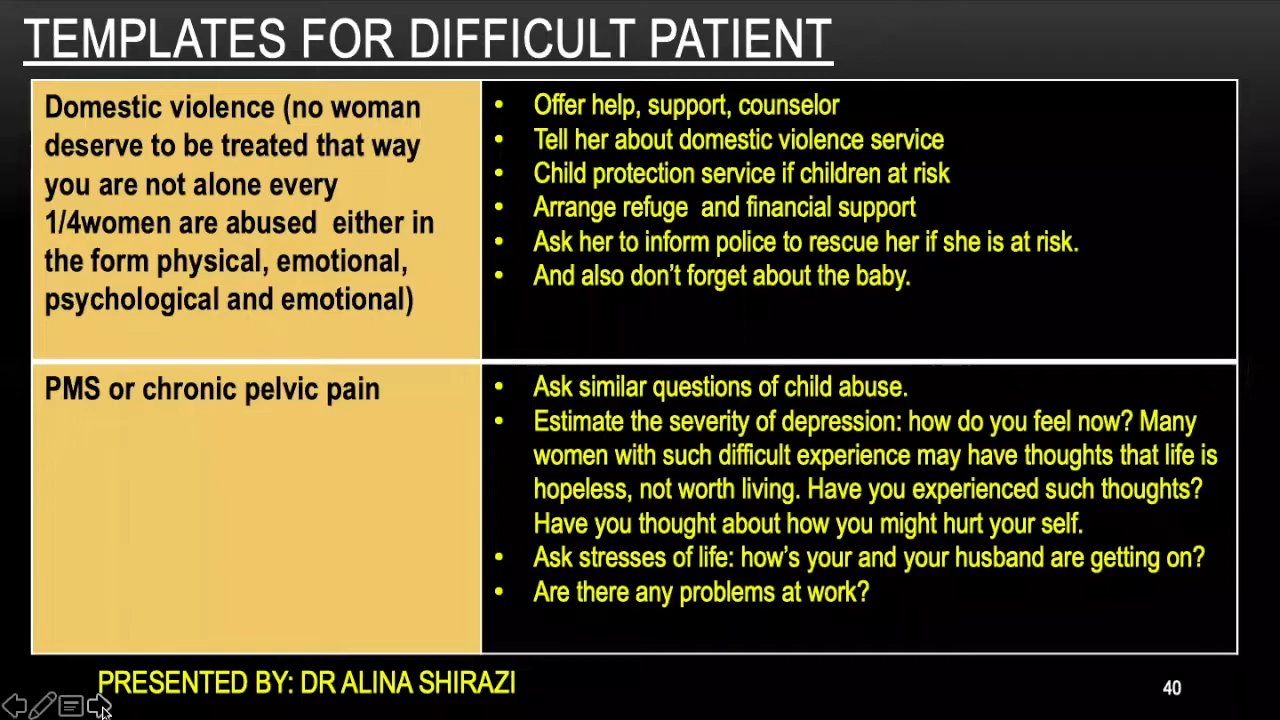 TEMPLATES FOR DIFFICULT PATIENT
Domestic violence (no woman
deserve to be treated that way
you are not alone every
1/4women are abused either in
the form physical, emotional,
psychological and emotional)
• Offer help, support, counselor
• Tell her about domestic violence service
• Child protection service if children at risk
• Arrange refuge and financial support
• Ask her to inform police to rescue her if she is at risk.
• And also don't forget about the baby.
PMS or chronic pelvic pain
• Ask similar questions of child abuse.
• Estimate the severity of depression: how do you feel now? Many
women with such difficult experience may have thoughts that life is
hopeless, not worth living. Have you experienced such thoughts?
Have you thought about how you might hurt your self.
• Ask stresses of life: how's your and your husband are getting on?
• Are there any problems at work?
PRESENTED BY: DR ALINA SHIRAZI
40